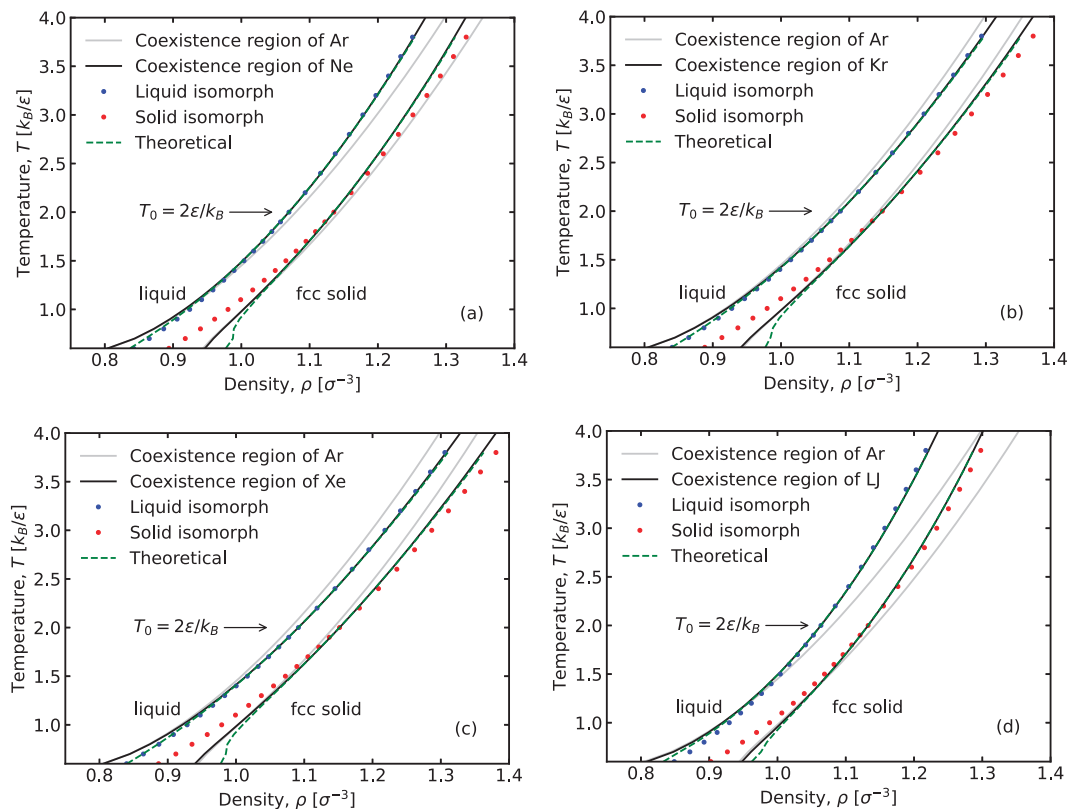 4.0
3.5
3.0
2.5
2.0
1.5
1.0
Temperature, T [k_B/ε]
Coexistence region of Ar
Coexistence region of Ne
Liquid isomorph
Solid isomorph
Theoretical
T₀ = 2ε/k_B
liquid
fcc solid
(a)
0.8 0.9 1.0 1.1 1.2 1.3 1.4
Density, ρ [σ⁻³]
4.0
3.5
3.0
2.5
2.0
1.5
1.0
Temperature, T [k_B/ε]
Coexistence region of Ar
Coexistence region of Kr
Liquid isomorph
Solid isomorph
Theoretical
T₀ = 2ε/k_B
liquid
fcc solid
(b)
0.8 0.9 1.0 1.1 1.2 1.3 1.4
Density, ρ [σ⁻³]
4.0
3.5
3.0
2.5
2.0
1.5
1.0
Temperature, T [k_B/ε]
Coexistence region of Ar
Coexistence region of Xe
Liquid isomorph
Solid isomorph
Theoretical
T₀ = 2ε/k_B
liquid
fcc solid
(c)
0.8 0.9 1.0 1.1 1.2 1.3 1.4
Density, ρ [σ⁻³]
4.0
3.5
3.0
2.5
2.0
1.5
1.0
Temperature, T [k_B/ε]
Coexistence region of Ar
Coexistence region of LJ
Liquid isomorph
Solid isomorph
Theoretical
T₀ = 2ε/k_B
liquid
fcc solid
(d)
0.8 0.9 1.0 1.1 1.2 1.3 1.4
Density, ρ [σ⁻³]